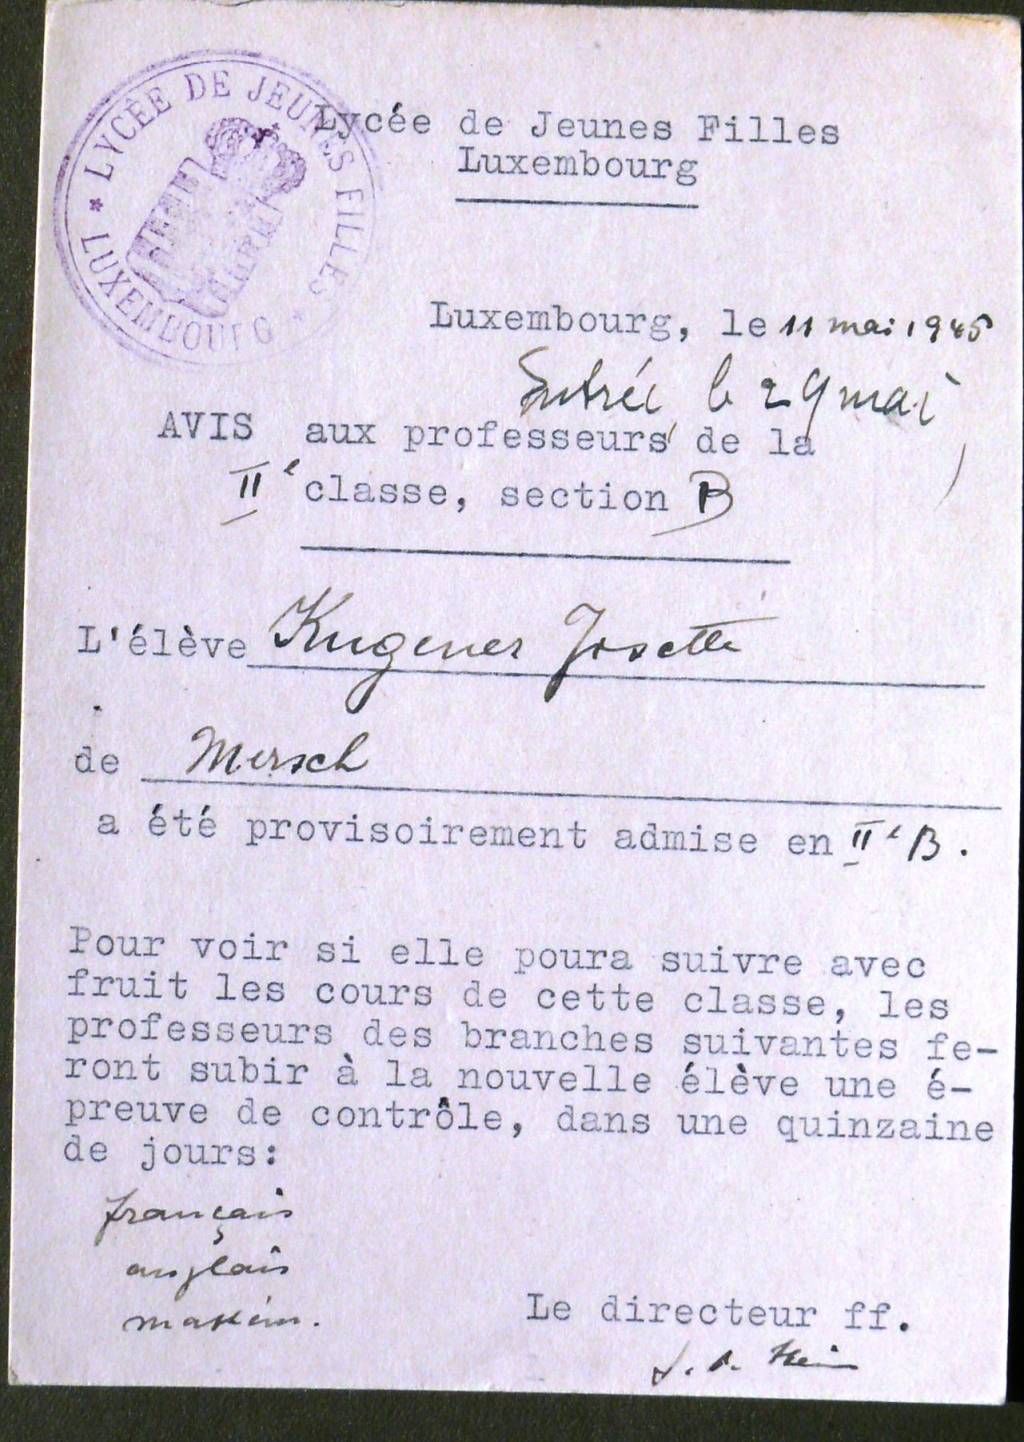 LYCÉE DE JEUNES FILLES
* LUXEMBOURG *
Lycée de Jeunes Filles
Luxembourg
Luxembourg, le 11 mai 1945
Entrée le 29 mai
AVIS aux professeurs de la
IIe classe, section B
L'élève Kugener Josette
de Mersch
a été provisoirement admise en IIe B.
Pour voir si elle poura suivre avec
fruit les cours de cette classe, les
professeurs des branches suivantes fe-
ront subir à la nouvelle élève une é-
preuve de contrôle, dans une quinzaine
de jours:
français
anglais
mathém.
Le directeur ff.